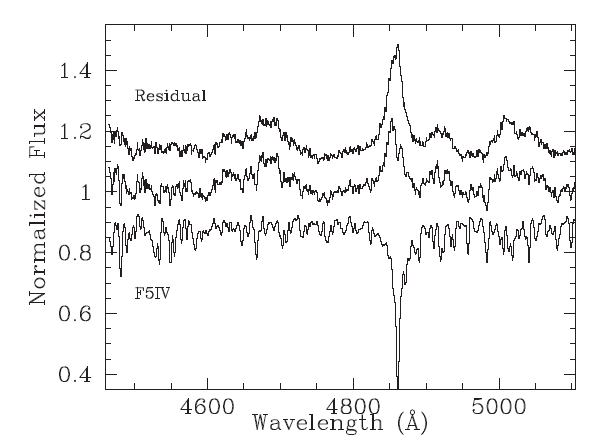 Normalized Flux
1.4
1.2
1
0.8
0.6
0.4
Residual
F5IV
4600
4800
5000
Wavelength (Å)